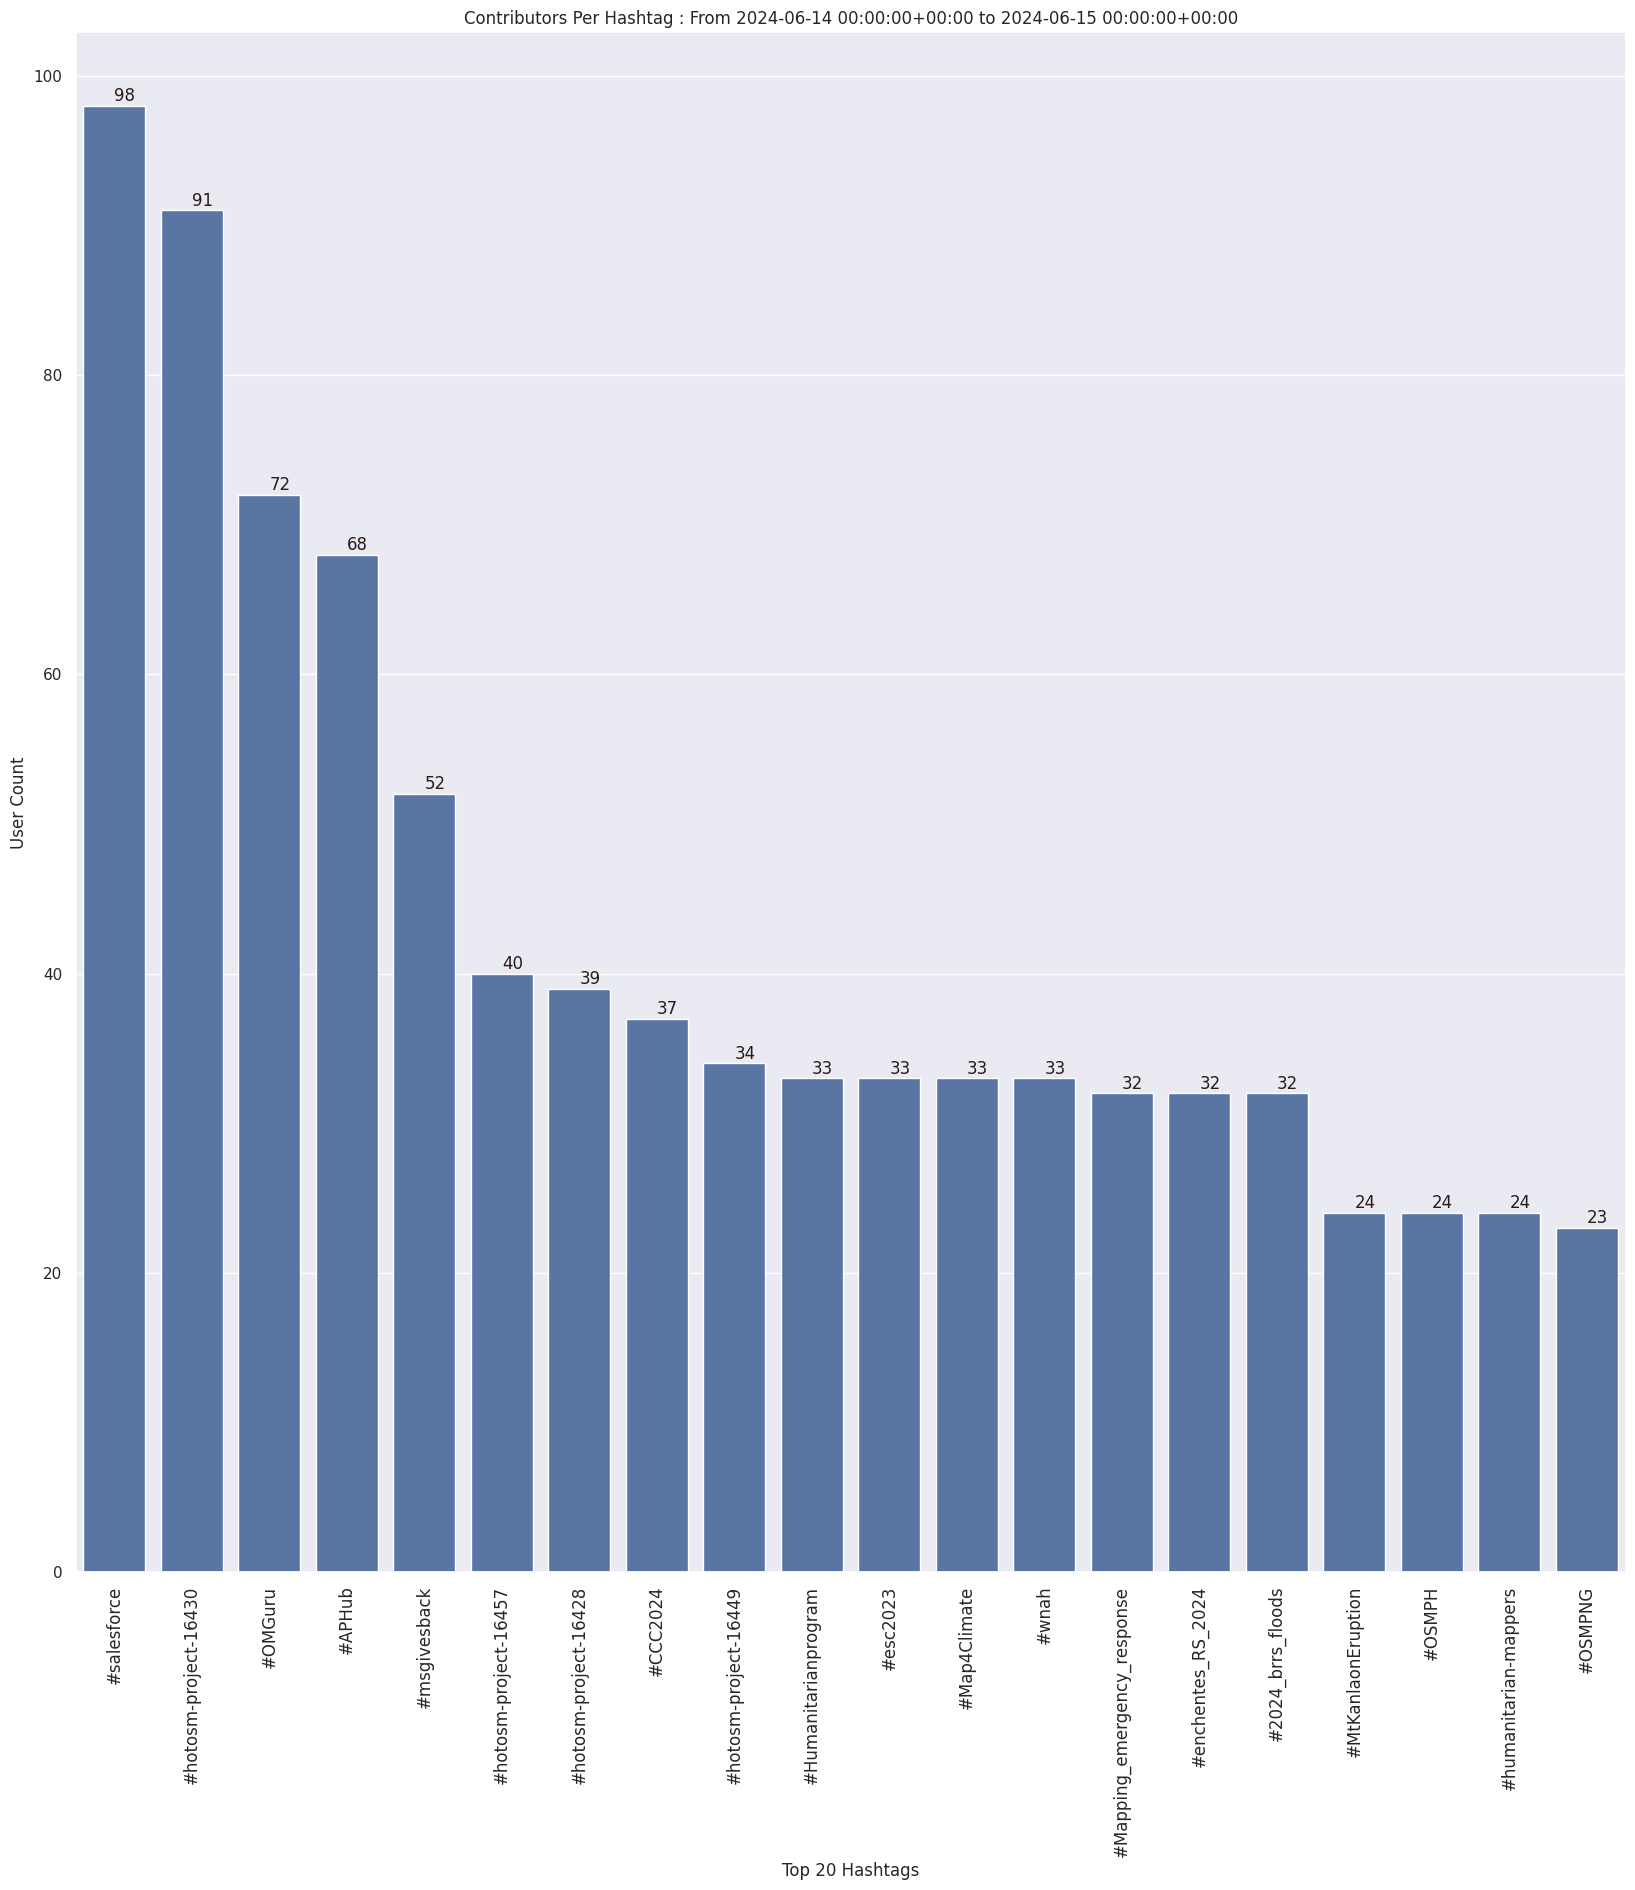 Contributors Per Hashtag : From 2024-06-14 00:00:00+00:00 to 2024-06-15 00:00:00+00:00
User Count
100
80
60
40
20
0
98
91
72
68
52
40
39
37
34
33
33
33
33
32
32
32
24
24
24
23
#salesforce
#hotosm-project-16430
#OMGuru
#APHub
#msgivesback
#hotosm-project-16457
#hotosm-project-16428
#CCC2024
#hotosm-project-16449
#Humanitarianprogram
#esc2023
#Map4Climate
#wnah
#Mapping_emergency_response
#enchentes_RS_2024
#2024_brrs_floods
#MtKanlaonEruption
#OSMPH
#humanitarian-mappers
#OSMPNG
Top 20 Hashtags